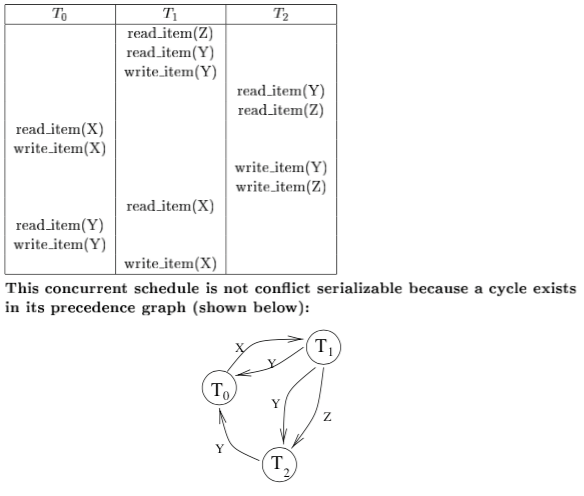 T0 T1 T2
read_item(Z)
read_item(Y)
write_item(Y)
read_item(Y)
read_item(Z)
read_item(X)
write_item(X)
write_item(Y)
write_item(Z)
read_item(X)
read_item(Y)
write_item(Y)
write_item(X)
This concurrent schedule is not conflict serializable because a cycle exists
in its precedence graph (shown below):
X
T1
Y
T0
Y
Z
Y
T2